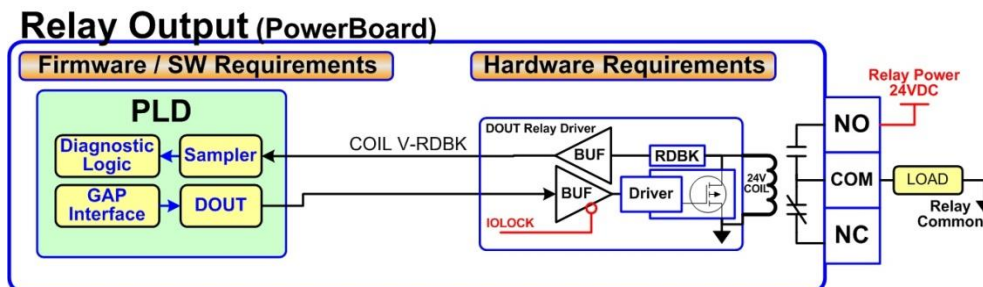 Relay Output (PowerBoard)
Firmware / SW Requirements
Hardware Requirements
Relay Power
24VDC
PLD
NO
DOUT Relay Driver
COIL V-RDBK
Diagnostic
Logic
Sampler
BUF
RDBK
24V
COIL
COM
LOAD
GAP
Interface
DOUT
BUF
Driver
IOLOCK
Relay
Common
NC